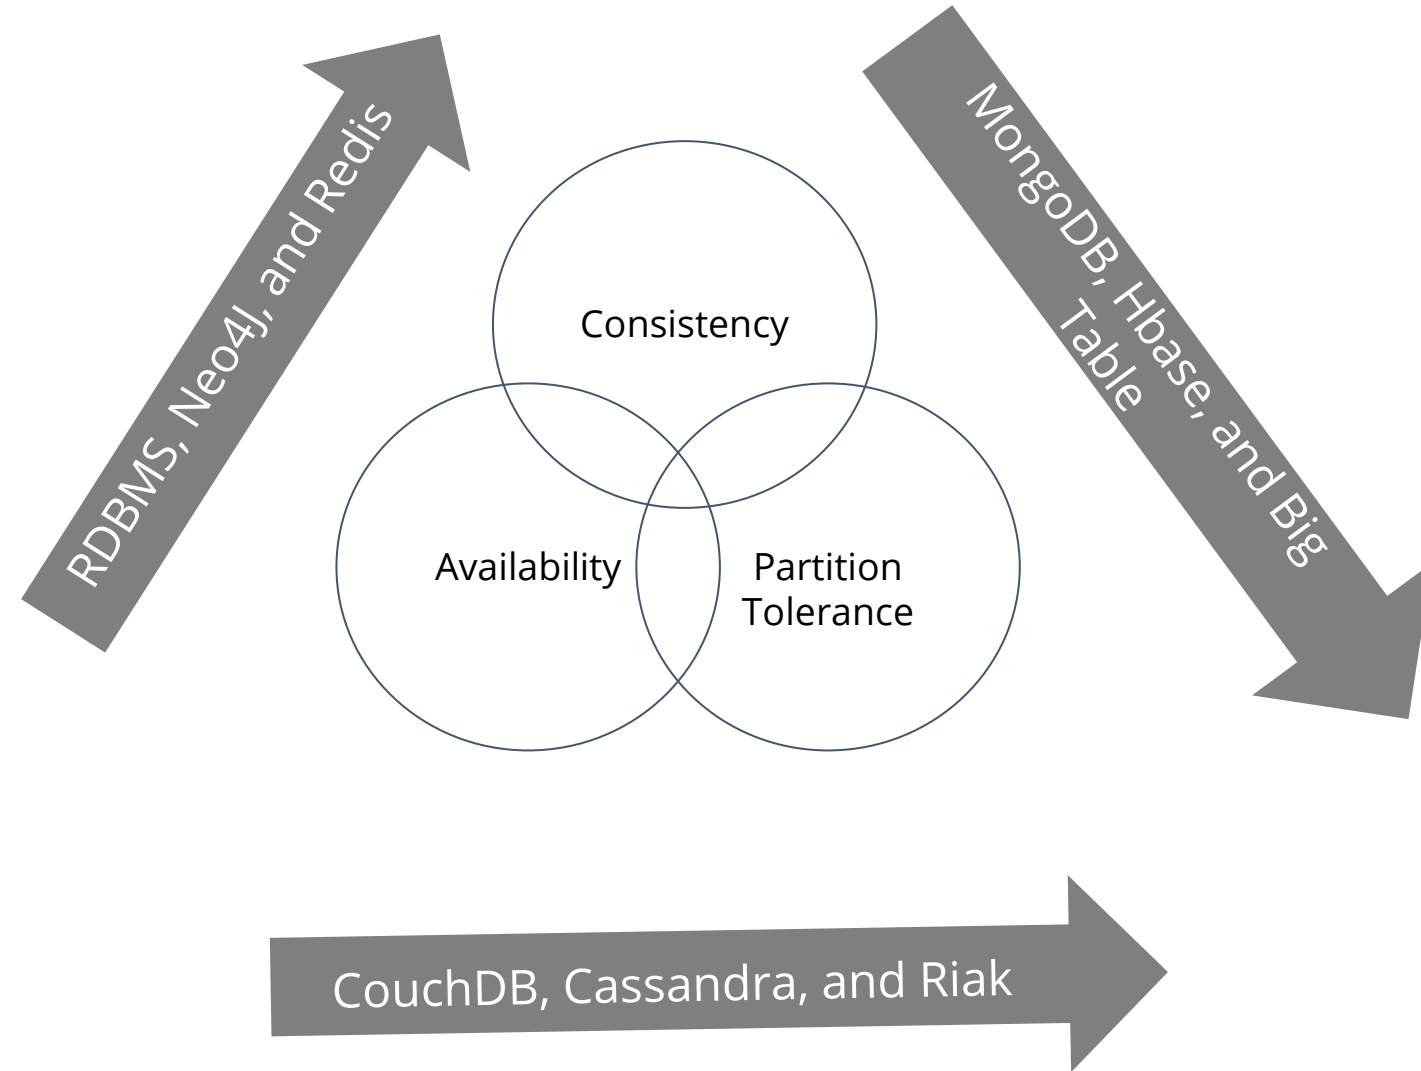 RDBMS, Neo4J, and Redis
MongoDB, Hbase, and Big
Table
Consistency
Availability
Partition
Tolerance
CouchDB, Cassandra, and Riak